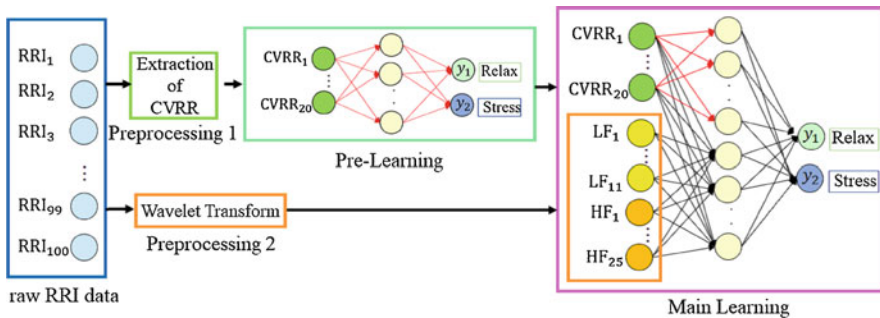 RRI1
RRI2
RRI3
RRI99
RRI100
raw RRI data
Extraction
of
CVRR
Preprocessing 1
Wavelet Transform
Preprocessing 2
CVRR1
CVRR20
y1 Relax
y2 Stress
Pre-Learning
CVRR1
CVRR20
LF1
LF11
HF1
HF25
y1 Relax
y2 Stress
Main Learning